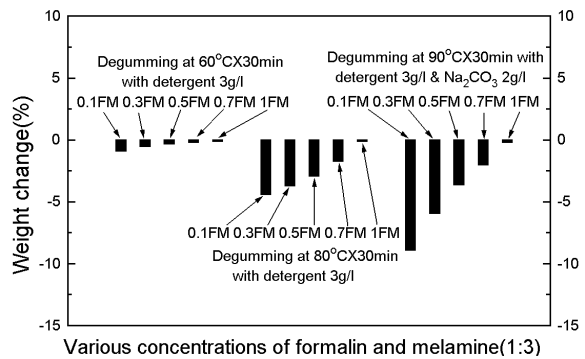 10
5
0
-5
-10
-15
Weight change(%)
Degumming at 60°CX30min
with detergent 3g/l
0.1FM 0.3FM 0.5FM 0.7FM 1FM
Degumming at 90°CX30min with
detergent 3g/l & Na₂CO₃ 2g/l
0.1FM 0.3FM 0.5FM 0.7FM 1FM
0.1FM 0.3FM 0.5FM 0.7FM 1FM
Degumming at 80°CX30min
with detergent 3g/l
10
5
0
-5
-10
-15
Various concentrations of formalin and melamine(1:3)